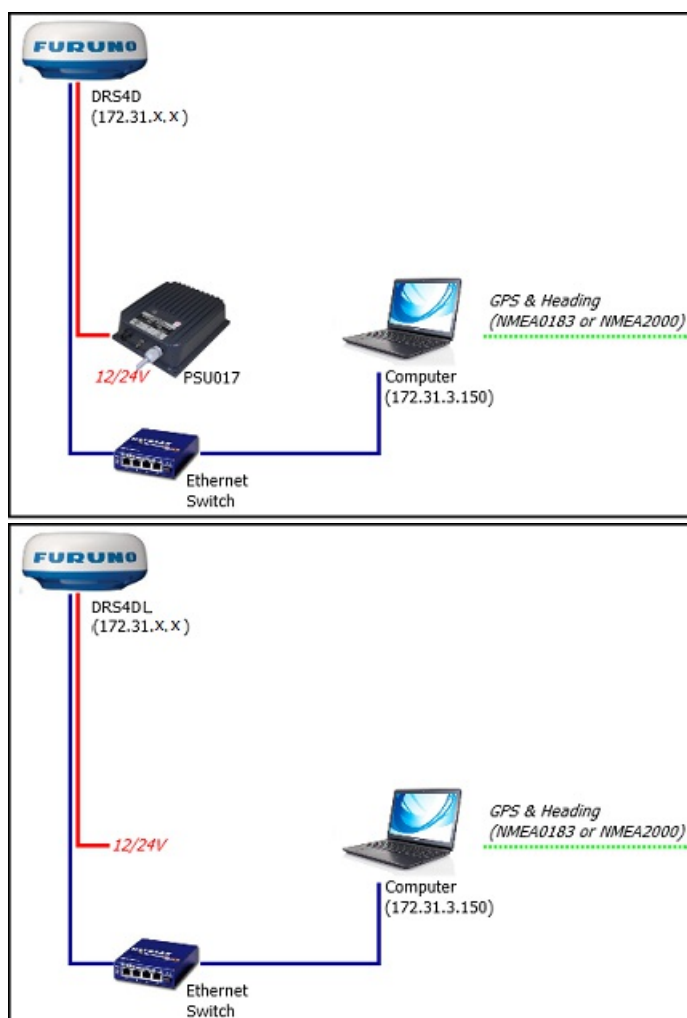 FURUNO
DRS4D
(172.31.x.x)
GPS & Heading
(NMEA0183 or NMEA2000)
12/24V
PSU017
Computer
(172.31.3.150)
Ethernet
Switch
FURUNO
DRS4DL
(172.31.x.x)
GPS & Heading
(NMEA0183 or NMEA2000)
12/24V
Computer
(172.31.3.150)
Ethernet
Switch